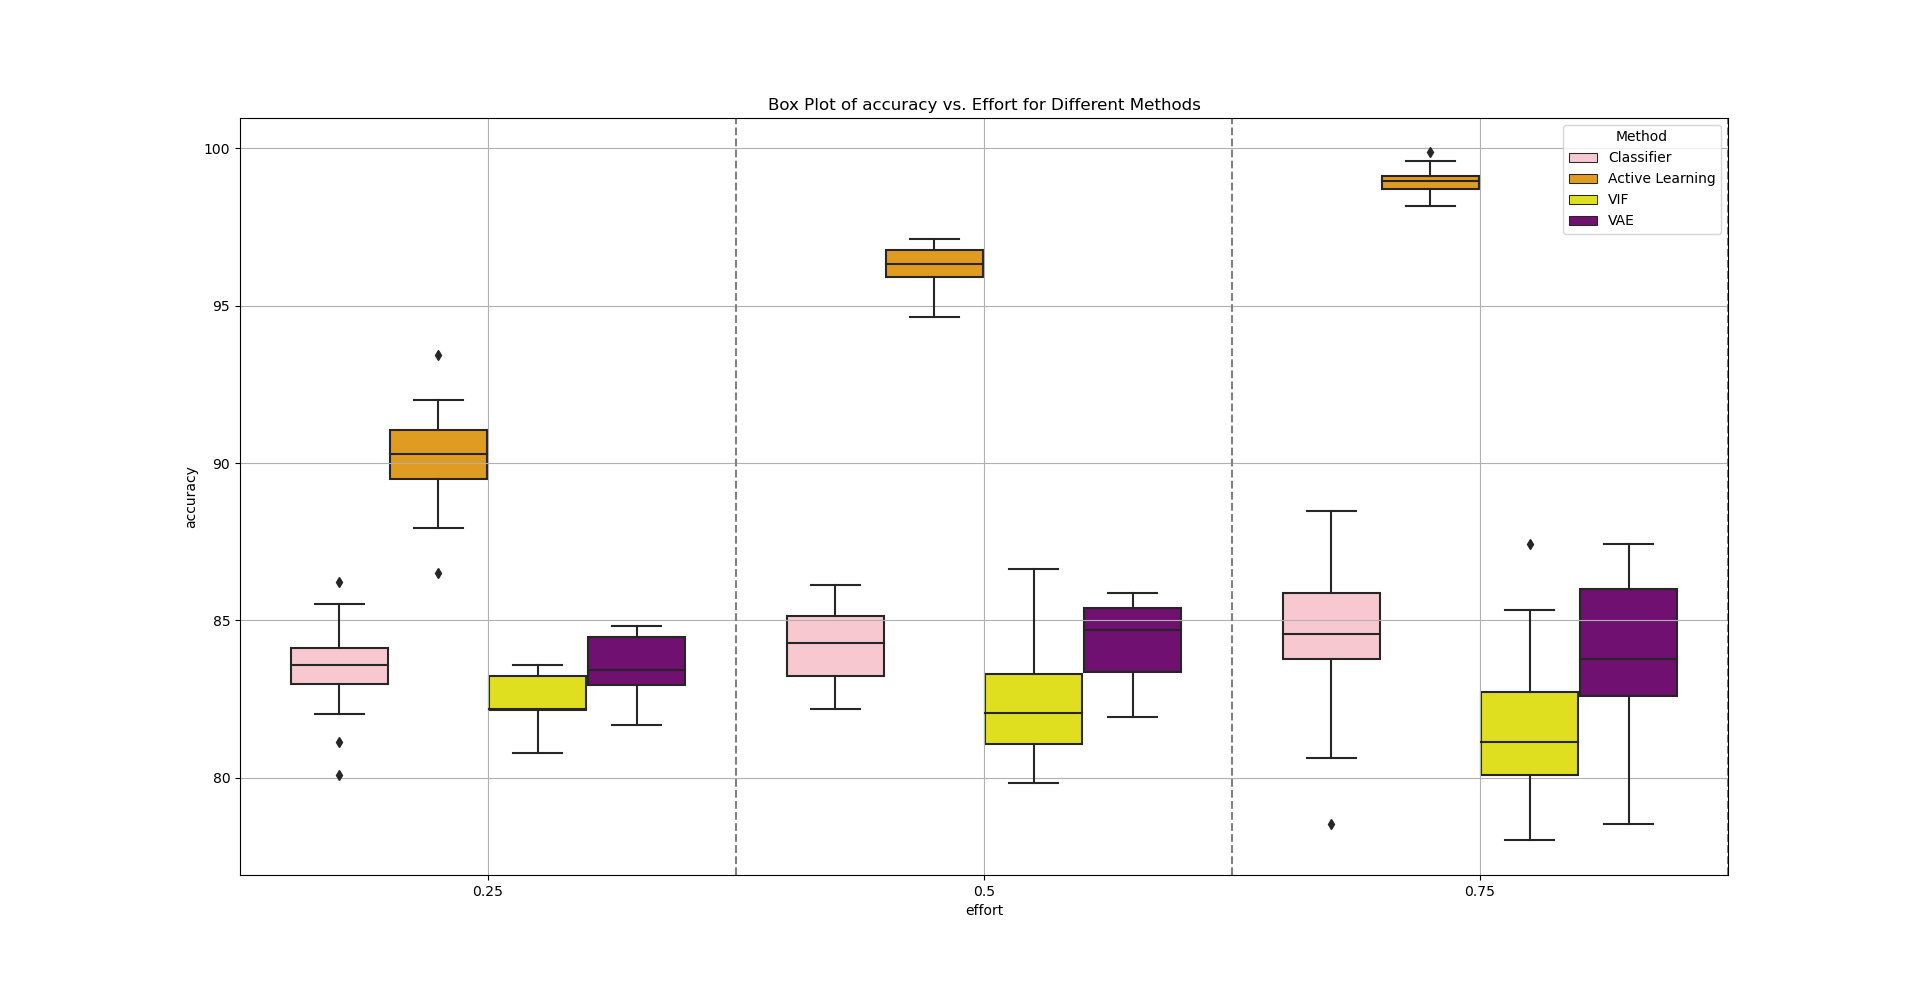 Box Plot of accuracy vs. Effort for Different Methods
Method
Classifier
Active Learning
VIF
VAE
accuracy
100
95
90
85
80
0.25
0.5
0.75
effort